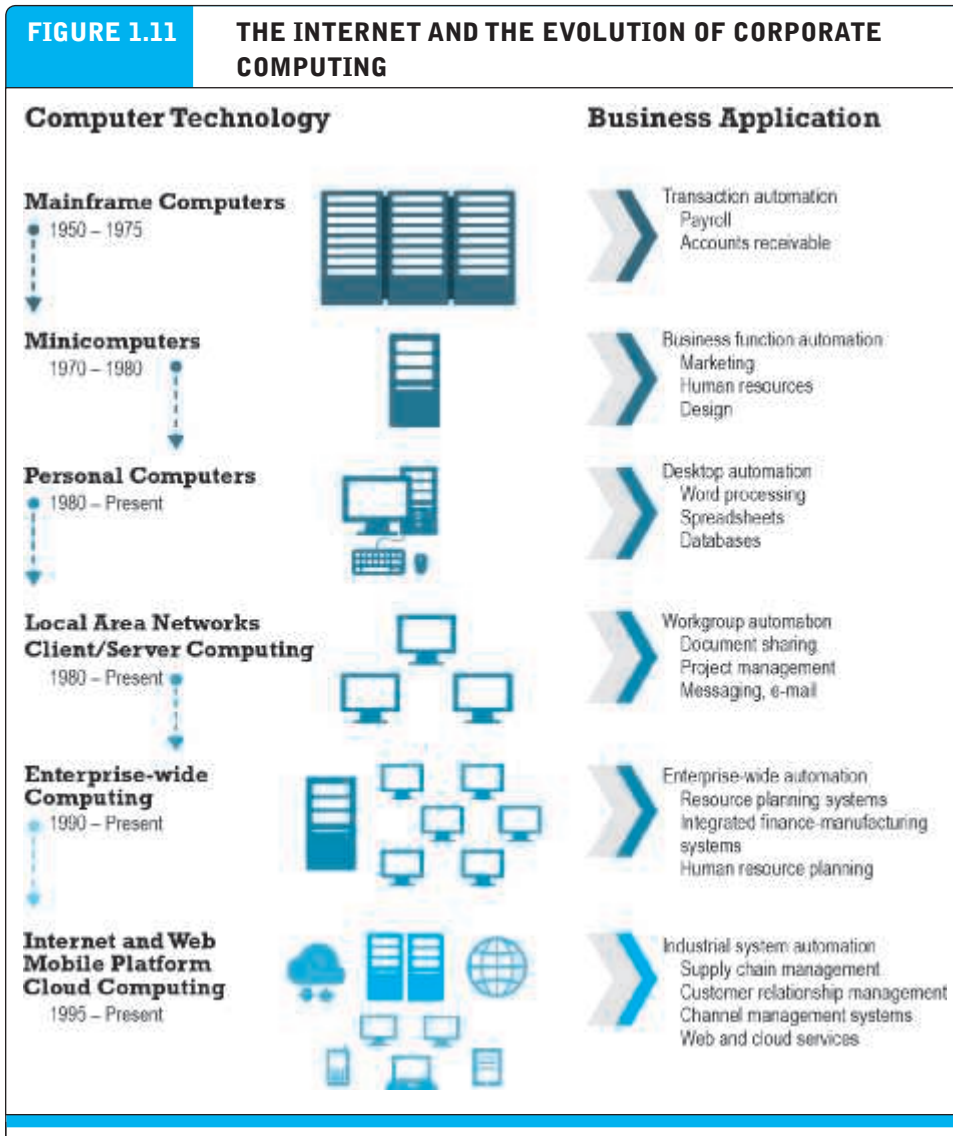 FIGURE 1.11
THE INTERNET AND THE EVOLUTION OF CORPORATE
COMPUTING
Computer Technology
Business Application
Mainframe Computers
1950 – 1975
Transaction automation
Payroll
Accounts receivable
Minicomputers
1970 – 1980
Business function automation
Marketing
Human resources
Design
Personal Computers
1980 – Present
Desktop automation
Word processing
Spreadsheets
Databases
Local Area Networks
Client/Server Computing
1980 – Present
Workgroup automation
Document sharing
Project management
Messaging, e-mail
Enterprise-wide
Computing
1990 – Present
Enterprise-wide automation
Resource planning systems
Integrated finance-manufacturing
systems
Human resource planning
Internet and Web
Mobile Platform
Cloud Computing
1995 – Present
Industrial system automation
Supply chain management
Customer relationship management
Channel management systems
Web and cloud services